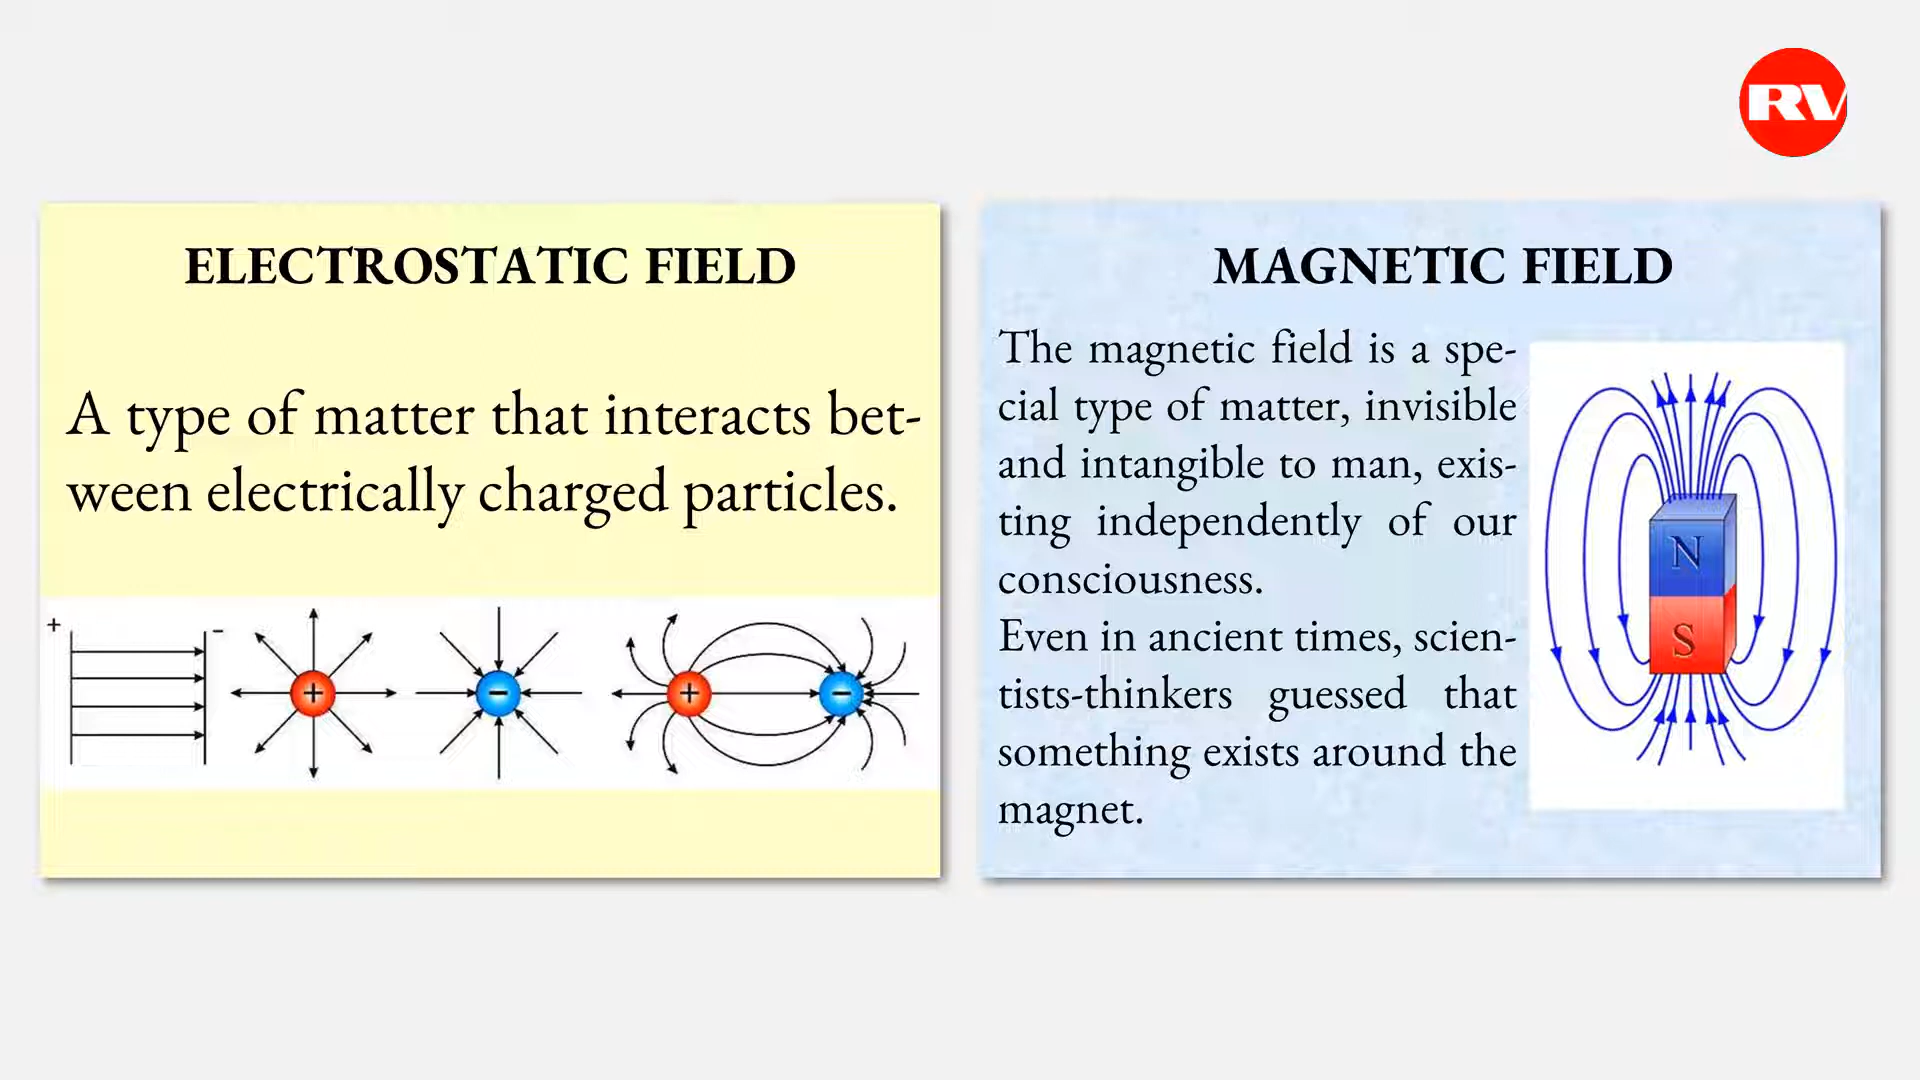 RV
ELECTROSTATIC FIELD
A type of matter that interacts bet-
ween electrically charged particles.
+ −
+
−
+ −
MAGNETIC FIELD
The magnetic field is a spe-
cial type of matter, invisible
and intangible to man, exis-
ting independently of our
consciousness.
Even in ancient times, scien-
tists-thinkers guessed that
something exists around the
magnet.
N
S